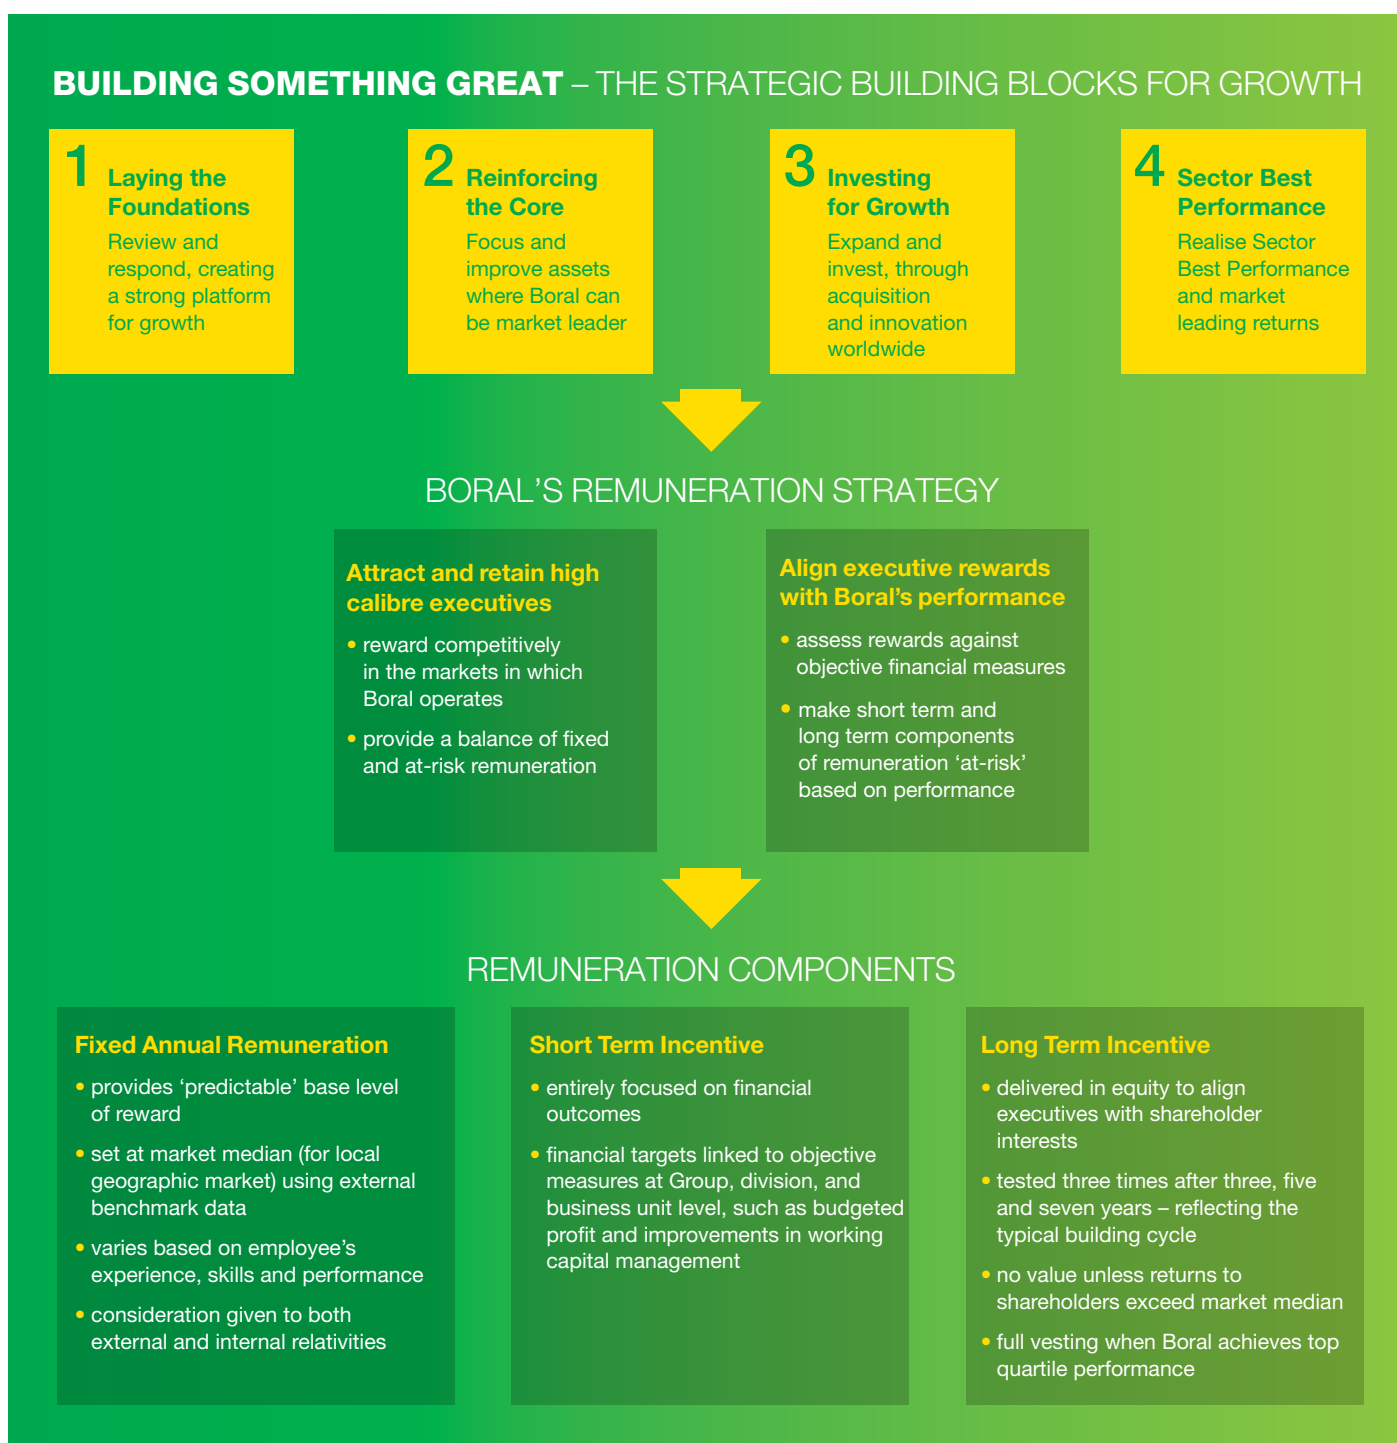 BUILDING SOMETHING GREAT – THE STRATEGIC BUILDING BLOCKS FOR GROWTH
1 Laying the
Foundations
Review and
respond, creating
a strong platform
for growth
2 Reinforcing
the Core
Focus and
improve assets
where Boral can
be market leader
3 Investing
for Growth
Expand and
invest, through
acquisition
and innovation
worldwide
4 Sector Best
Performance
Realise Sector
Best Performance
and market
leading returns
BORAL’S REMUNERATION STRATEGY
Attract and retain high
calibre executives
• reward competitively
in the markets in which
Boral operates
• provide a balance of fixed
and at-risk remuneration
Align executive rewards
with Boral’s performance
• assess rewards against
objective financial measures
• make short term and
long term components
of remuneration ‘at-risk’
based on performance
REMUNERATION COMPONENTS
Fixed Annual Remuneration
• provides ‘predictable’ base level
of reward
• set at market median (for local
geographic market) using external
benchmark data
• varies based on employee’s
experience, skills and performance
• consideration given to both
external and internal relativities
Short Term Incentive
• entirely focused on financial
outcomes
• financial targets linked to objective
measures at Group, division, and
business unit level, such as budgeted
profit and improvements in working
capital management
Long Term Incentive
• delivered in equity to align
executives with shareholder
interests
• tested three times after three, five
and seven years – reflecting the
typical building cycle
• no value unless returns to
shareholders exceed market median
• full vesting when Boral achieves top
quartile performance